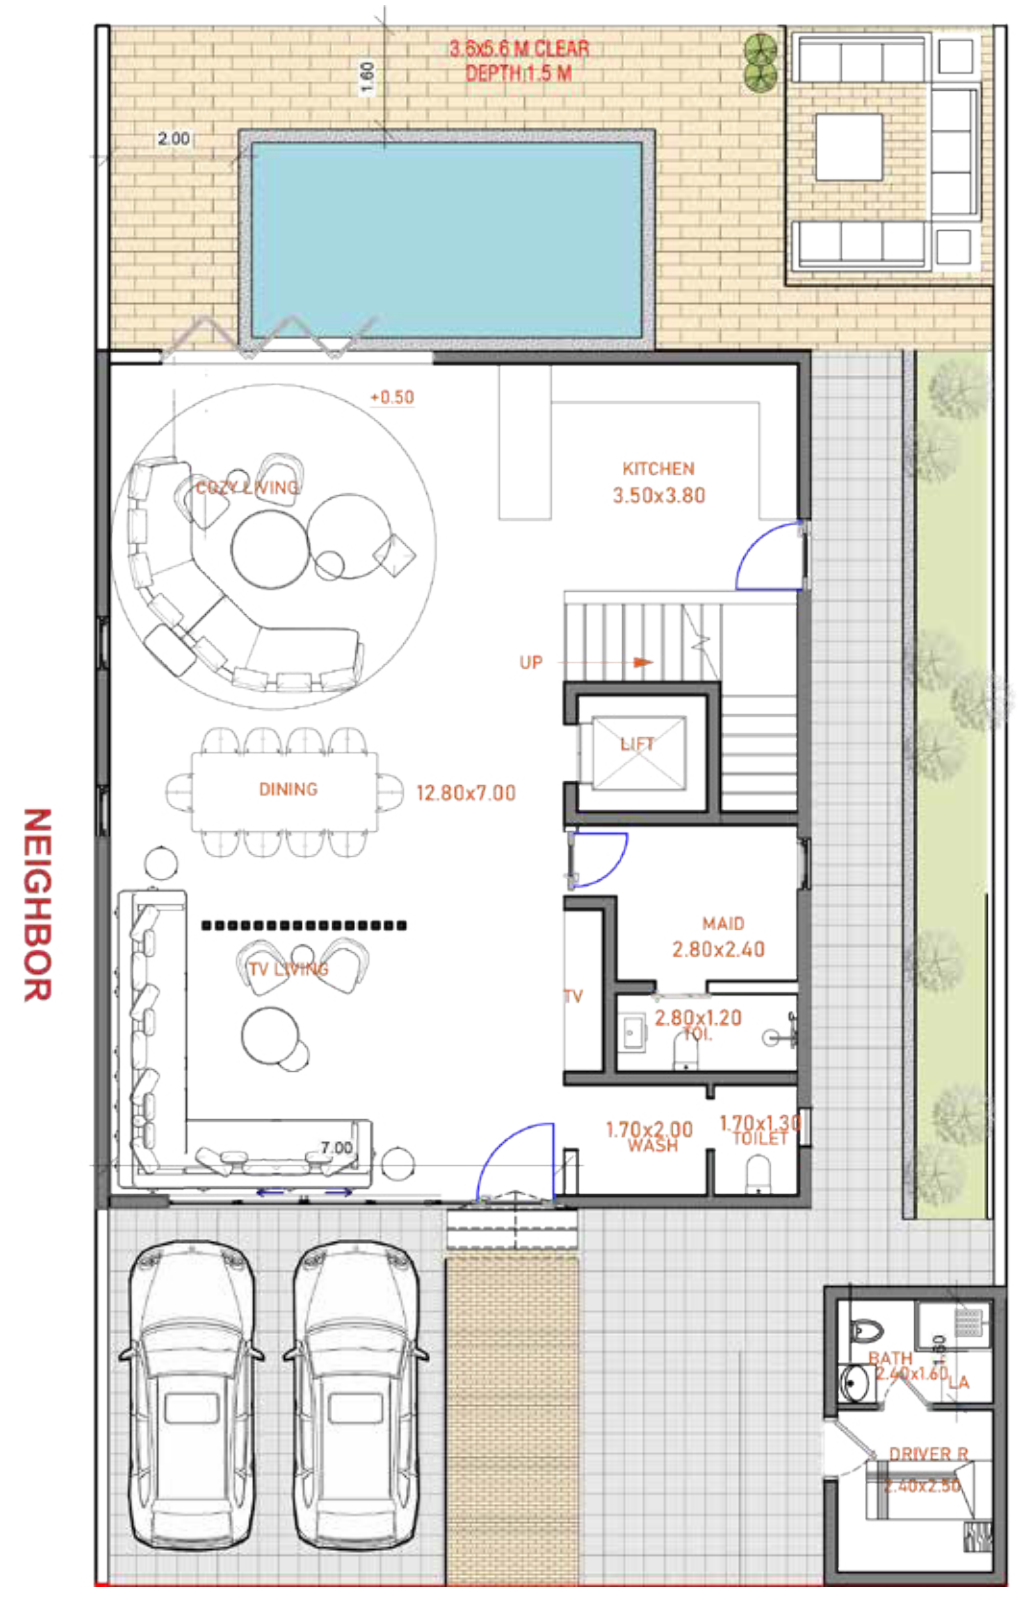 3.6x5.6 M CLEAR
DEPTH 1.5 M
1.60
2.00
+0.50
COZY LIVING
KITCHEN
3.50x3.80
UP
LIFT
DINING
12.80x7.00
NEIGHBOR
MAID
2.80x2.40
TV LIVING
TV
2.80x1.20
TOI.
1.70x2.00
WASH
1.70x1.30
TOILET
7.00
BATH
2.40x1.60
1.60
LA
DRIVER R
2.40x2.50